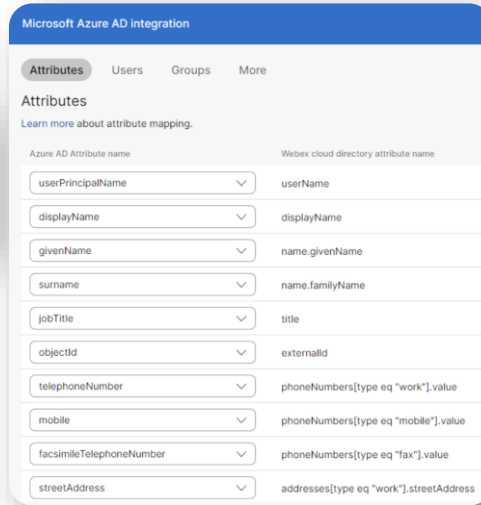 Microsoft Azure AD integration
Attributes Users Groups More
Attributes
Learn more about attribute mapping.
Azure AD Attribute name Webex cloud directory attribute name
userPrincipalName userName
displayName displayName
givenName name.givenName
surname name.familyName
jobTitle title
objectId externalId
telephoneNumber phoneNumbers[type eq "work"].value
mobile phoneNumbers[type eq "mobile"].value
facsimileTelephoneNumber phoneNumbers[type eq "fax"].value
streetAddress addresses[type eq "work"].streetAddress